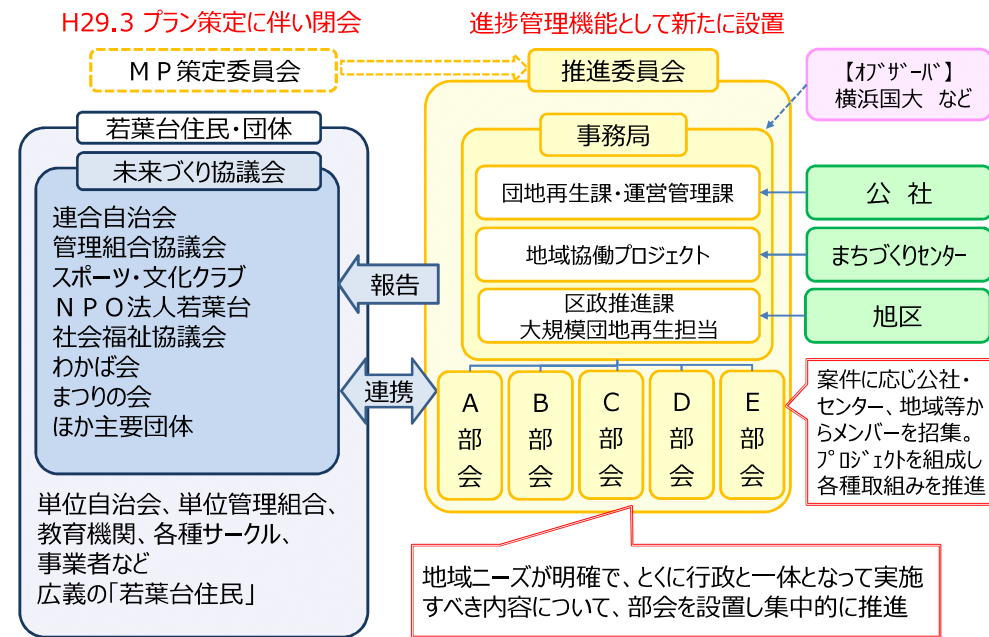 H29.3 プラン策定に伴い閉会
進捗管理機能として新たに設置
ＭＰ策定委員会
推進委員会
【ｵﾌﾞｻﾞｰﾊﾞ】
横浜国大 など
若葉台住民・団体
未来づくり協議会
連合自治会
管理組合協議会
スポーツ・文化クラブ
ＮＰＯ法人若葉台
社会福祉協議会
わかば会
まつりの会
ほか主要団体
単位自治会、単位管理組合、
教育機関、各種サークル、
事業者など
広義の「若葉台住民」
報告
連携
事務局
団地再生課・運営管理課
地域協働プロジェクト
区政推進課
大規模団地再生担当
公 社
まちづくりセンター
旭区
A部会
B部会
C部会
D部会
E部会
案件に応じ公社・
センター、地域等か
らメンバーを招集。
ﾌﾟﾛｼﾞｪｸﾄを組成し
各種取組みを推進
地域ニーズが明確で、とくに行政と一体となって実施
すべき内容について、部会を設置し集中的に推進